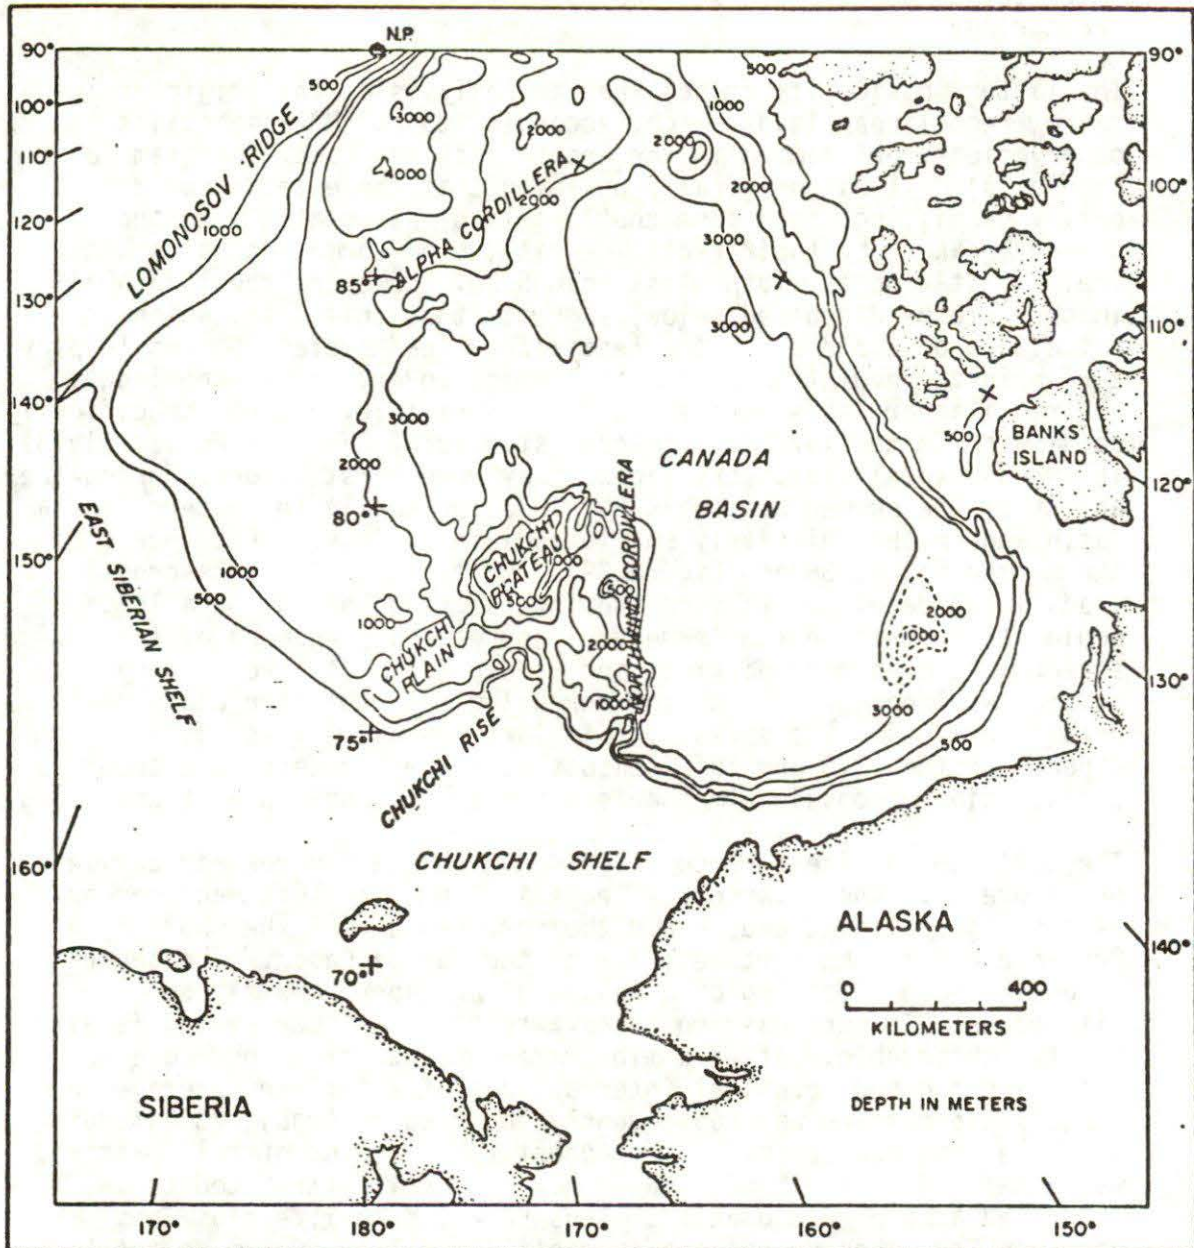 N.P.
90°
90°
500
500
100°
3000
1000
2000
2000
110°
4000
2000
100°
LOMONOSOV RIDGE
ALPHA CORDILLERA
2000
120°
1000
3000
85°
130°
3000
110°
140°
3000
500
BANKS
ISLAND
CANADA
BASIN
2000
80°
120°
EAST SIBERIAN SHELF
150°
1000
500
CHUKCHI
PLATEAU
1000
500
500
NORTHWIND CORDILLERA
2000
1000
1000
CHUKCHI
PLAIN
2000
130°
1000
3000
500
75°
CHUKCHI RISE
160°
CHUKCHI SHELF
ALASKA
140°
70°
0 400
KILOMETERS
SIBERIA
DEPTH IN METERS
170° 180° 170° 160° 150°